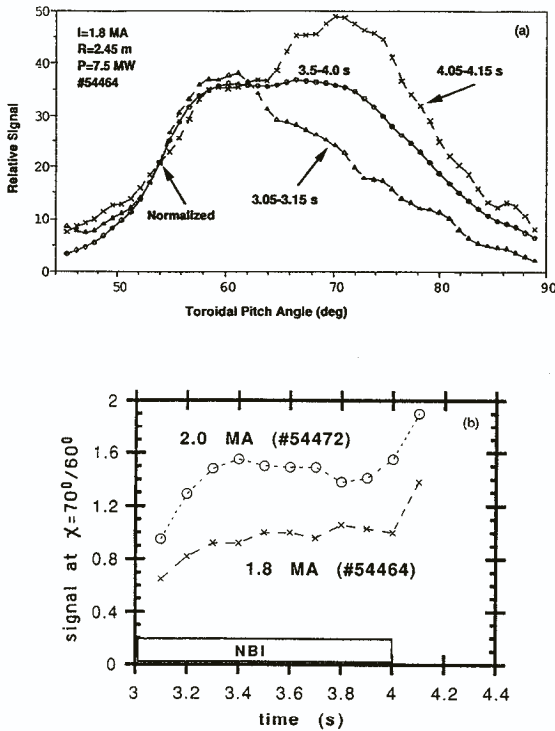 (a)
I=1.8 MA
R=2.45 m
P=7.5 MW
#54464
3.5-4.0 s
4.05-4.15 s
3.05-3.15 s
Normalized
Relative Signal
50
40
30
20
10
0
50 60 70 80 90
Toroidal Pitch Angle (deg)
(b)
2.0 MA (#54472)
1.8 MA (#54464)
NBI
signal at χ=70⁰/60⁰
2
1.6
1.2
0.8
0.4
0
3 3.2 3.4 3.6 3.8 4 4.2 4.4
time (s)